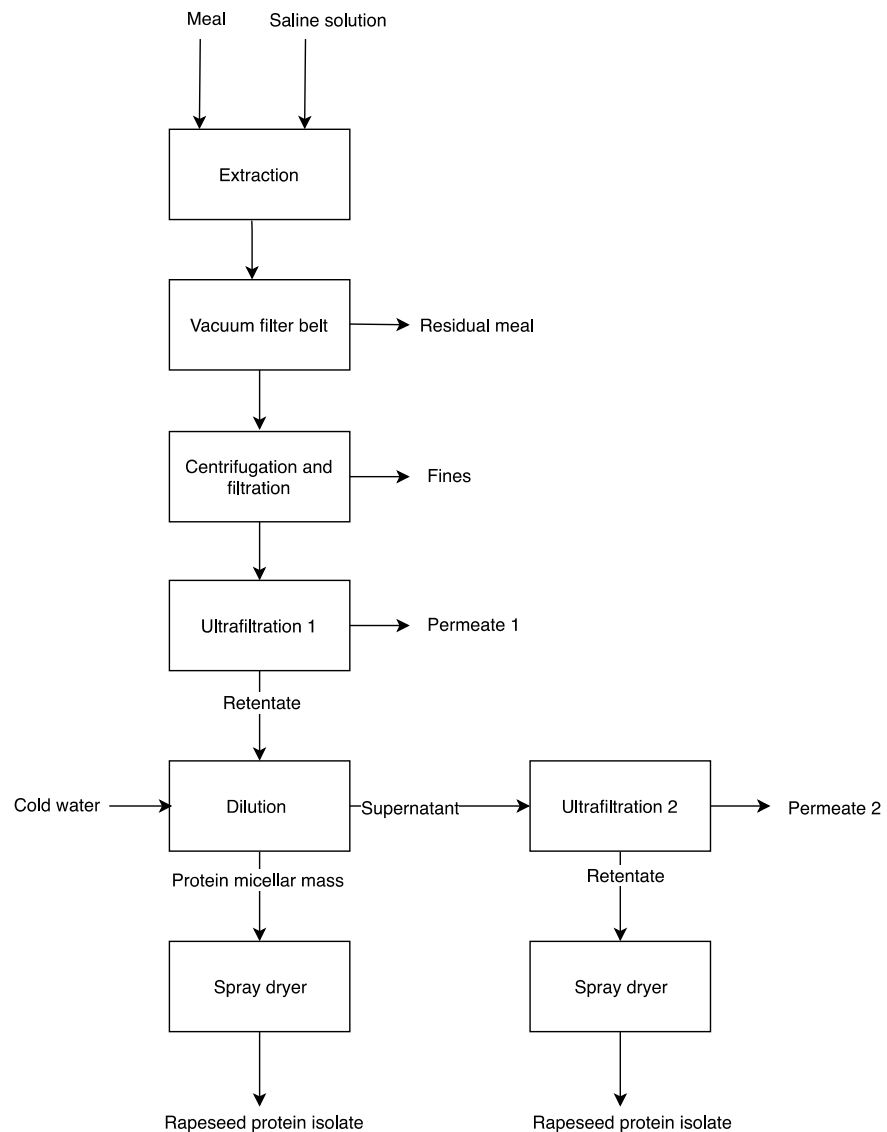 Meal
Saline solution
Extraction
Vacuum filter belt
Residual meal
Centrifugation and
filtration
Fines
Ultrafiltration 1
Permeate 1
Retentate
Cold water
Dilution
Supernatant
Ultrafiltration 2
Permeate 2
Protein micellar mass
Retentate
Spray dryer
Spray dryer
Rapeseed protein isolate
Rapeseed protein isolate